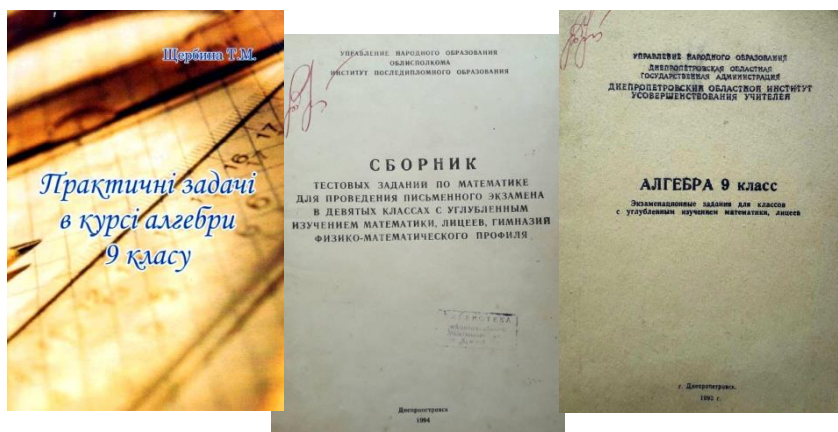 Щербина Т.М.
Практичні задачі
в курсі алгебри
9 класу
УПРАВЛЕНИЕ НАРОДНОГО ОБРАЗОВАНИЯ
ОБЛИСПОЛКОМА
ИНСТИТУТ ПОСЛЕДИПЛОМНОГО ОБРАЗОВАНИЯ
СБОРНИК
ТЕСТОВЫХ ЗАДАНИЙ ПО МАТЕМАТИКЕ
ДЛЯ ПРОВЕДЕНИЯ ПИСЬМЕННОГО ЭКЗАМЕНА
В ДЕВЯТЫХ КЛАССАХ С УГЛУБЛЕННЫМ
ИЗУЧЕНИЕМ МАТЕМАТИКИ, ЛИЦЕЕВ, ГИМНАЗИЙ
ФИЗИКО-МАТЕМАТИЧЕСКОГО ПРОФИЛЯ
БИБЛИОТЕКА
Днепропетровск
1994
УПРАВЛЕНИЕ НАРОДНОГО ОБРАЗОВАНИЯ
ДНЕПРОПЕТРОВСКАЯ ОБЛАСТНАЯ
ГОСУДАРСТВЕННАЯ АДМИНИСТРАЦИЯ
ДНЕПРОПЕТРОВСКИЙ ОБЛАСТНОЙ ИНСТИТУТ
УСОВЕРШЕНСТВОВАНИЯ УЧИТЕЛЕЙ
АЛГЕБРА 9 класс
Экзаменационные задания для классов
с углубленным изучением математики, лицеев
г. Днепропетровск.